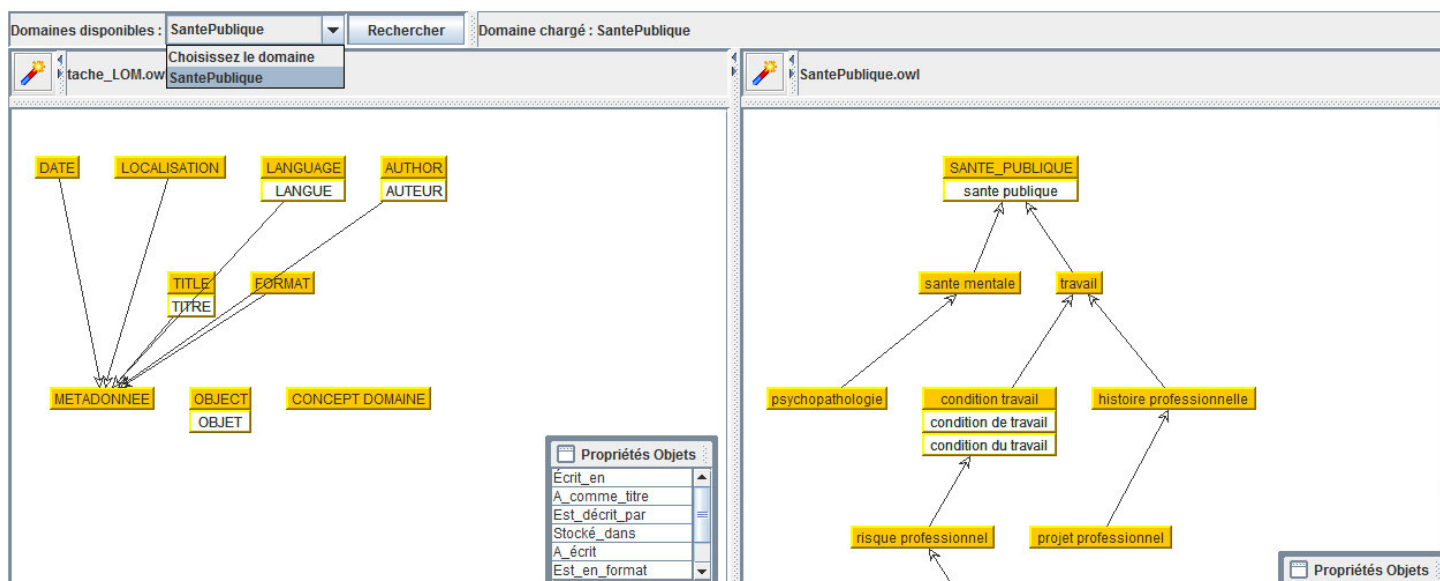 Domaines disponibles : SantePublique Rechercher Domaine chargé : SantePublique
Choisissez le domaine
SantePublique
tache_LOM.ow
SantePublique.owl
DATE LOCALISATION LANGUAGE AUTHOR
LANGUE AUTEUR
TITLE FORMAT
TITRE
METADONNEE OBJECT CONCEPT DOMAINE
OBJET
Propriétés Objets
Écrit_en
A_comme_titre
Est_décrit_par
Stocké_dans
A_écrit
Est_en_format
SANTE_PUBLIQUE
sante publique
sante mentale travail
psychopathologie condition travail histoire professionnelle
condition de travail
condition du travail
risque professionnel projet professionnel
Propriétés Objets